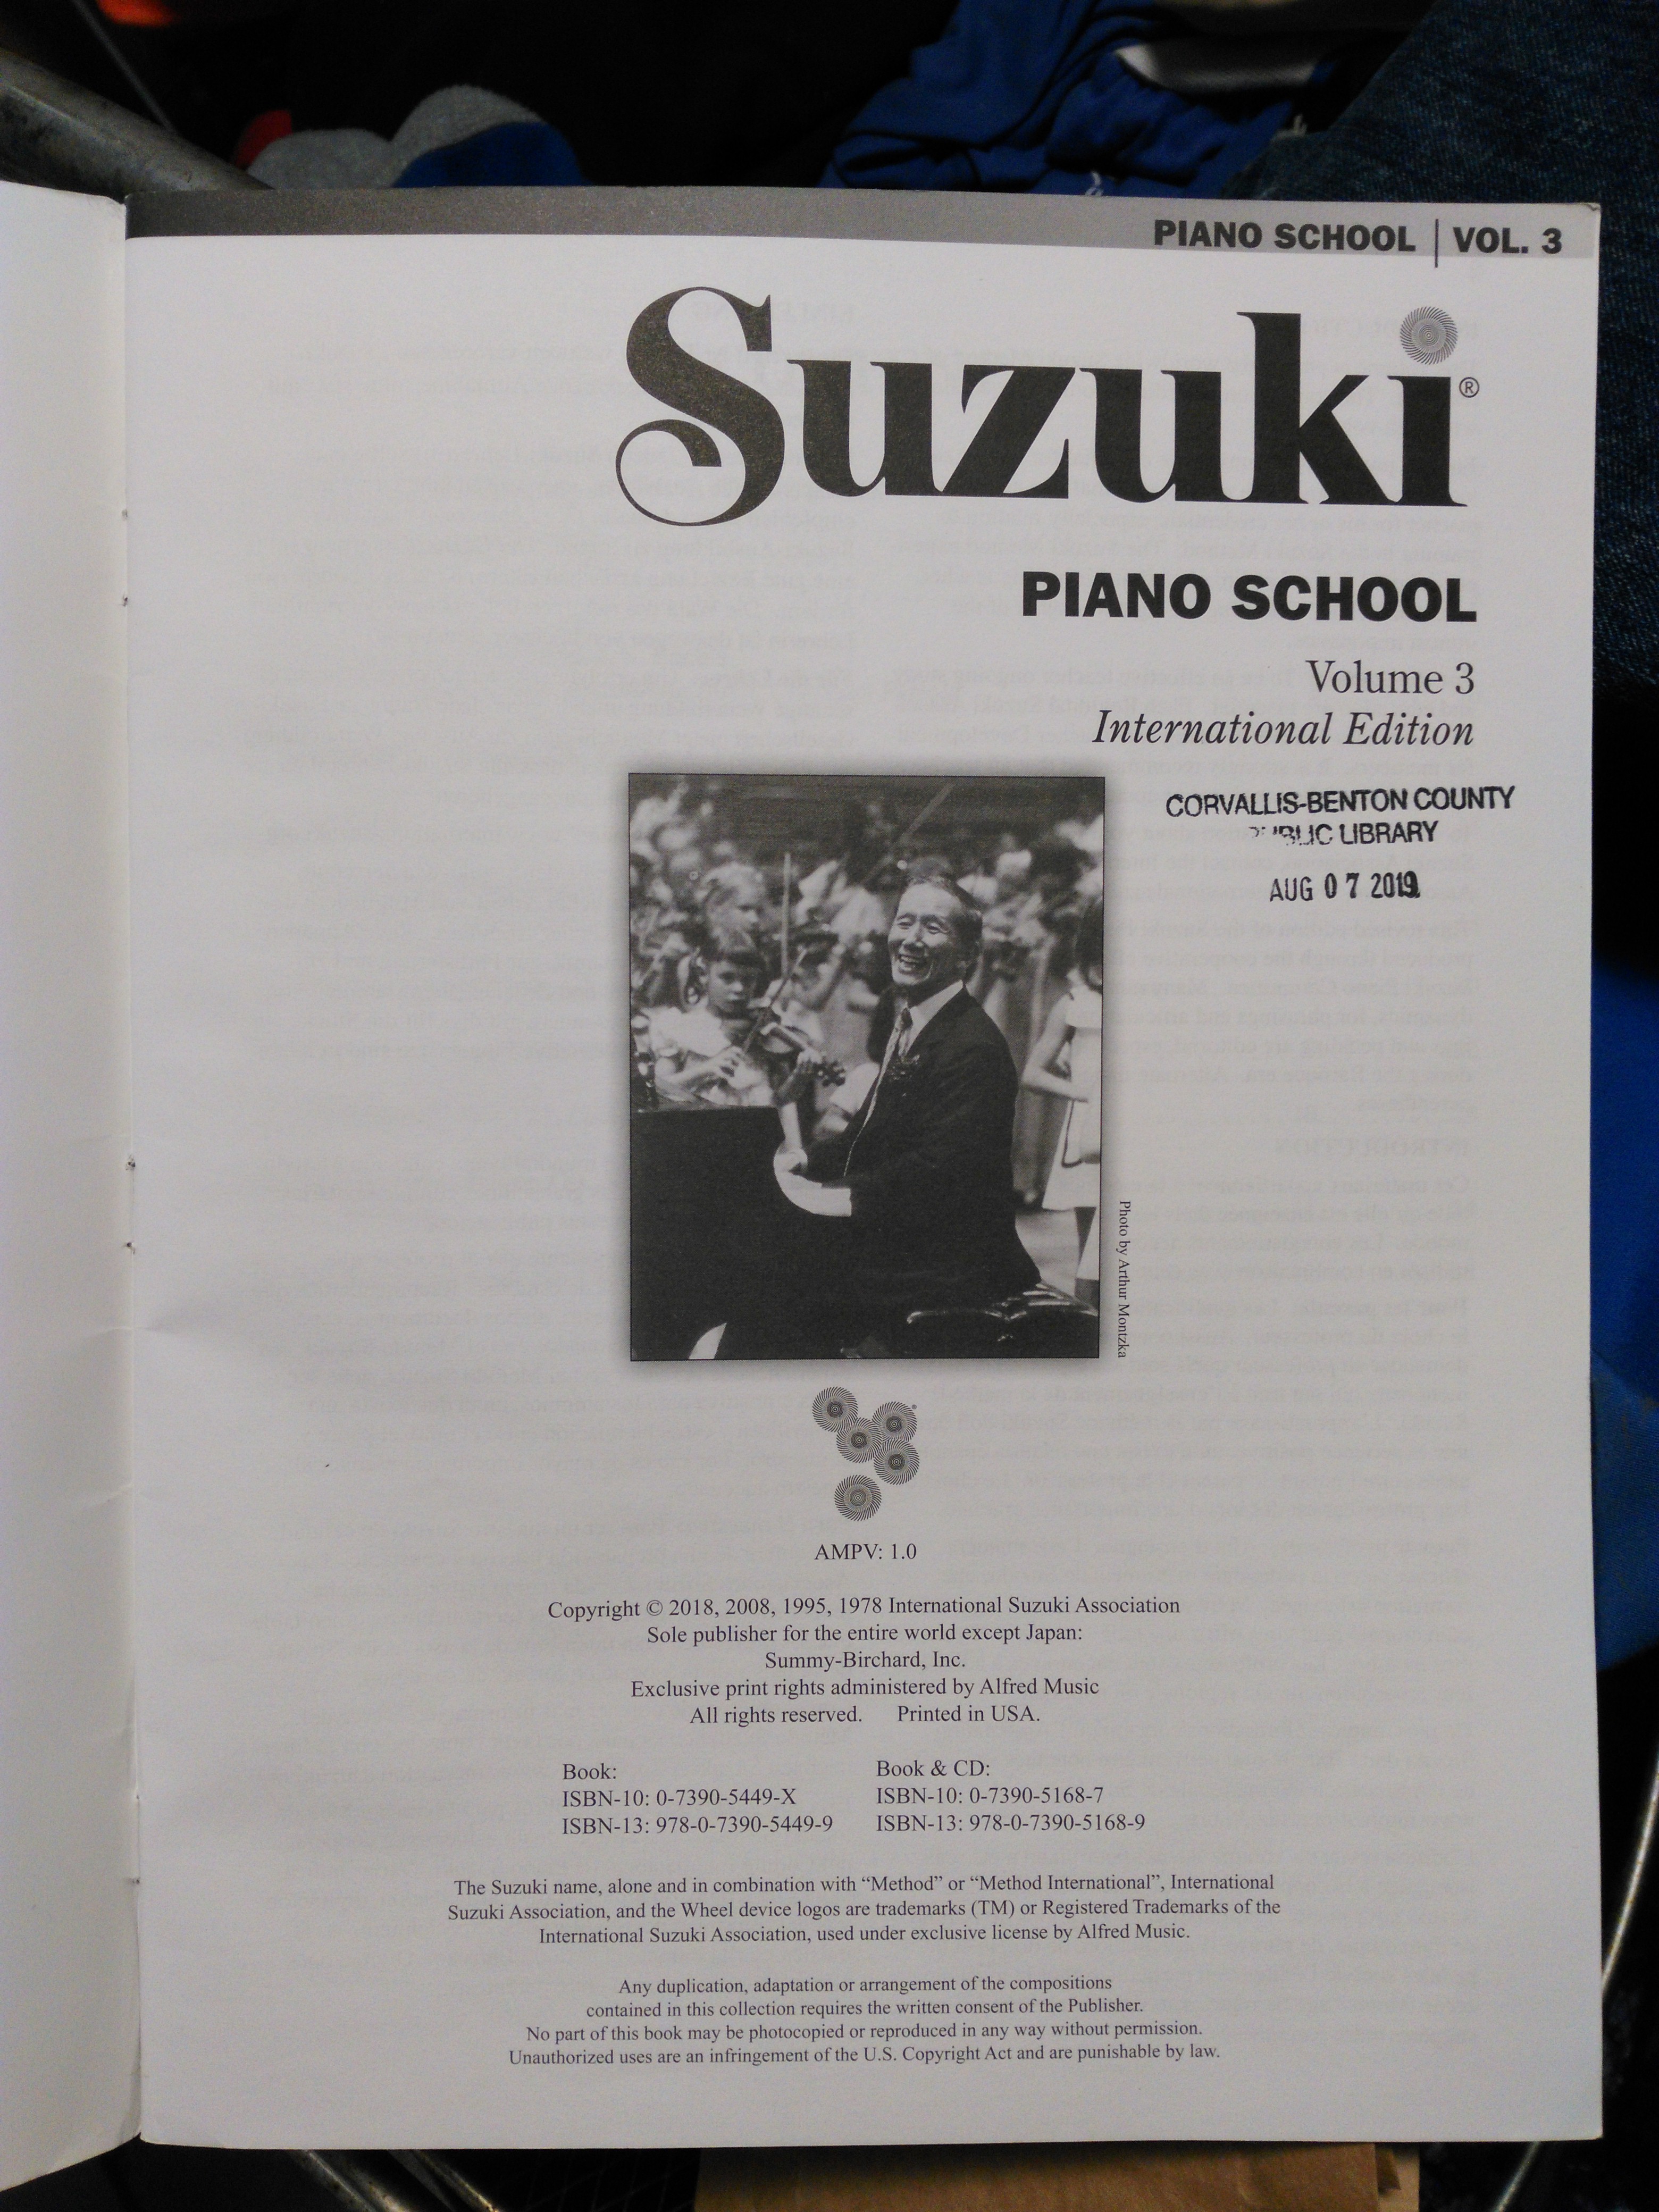 PIANO SCHOOL | VOL. 3
Suzuki®
PIANO SCHOOL
Volume 3
International Edition
CORVALLIS-BENTON COUNTY
PUBLIC LIBRARY
AUG 07 2019
Photo by Arthur Montzka
AMPV: 1.0
Copyright © 2018, 2008, 1995, 1978 International Suzuki Association
Sole publisher for the entire world except Japan:
Summy-Birchard, Inc.
Exclusive print rights administered by Alfred Music
All rights reserved. Printed in USA.
Book:
ISBN-10: 0-7390-5449-X
ISBN-13: 978-0-7390-5449-9
Book & CD:
ISBN-10: 0-7390-5168-7
ISBN-13: 978-0-7390-5168-9
The Suzuki name, alone and in combination with “Method” or “Method International”, International
Suzuki Association, and the Wheel device logos are trademarks (TM) or Registered Trademarks of the
International Suzuki Association, used under exclusive license by Alfred Music.
Any duplication, adaptation or arrangement of the compositions
contained in this collection requires the written consent of the Publisher.
No part of this book may be photocopied or reproduced in any way without permission.
Unauthorized uses are an infringement of the U.S. Copyright Act and are punishable by law.